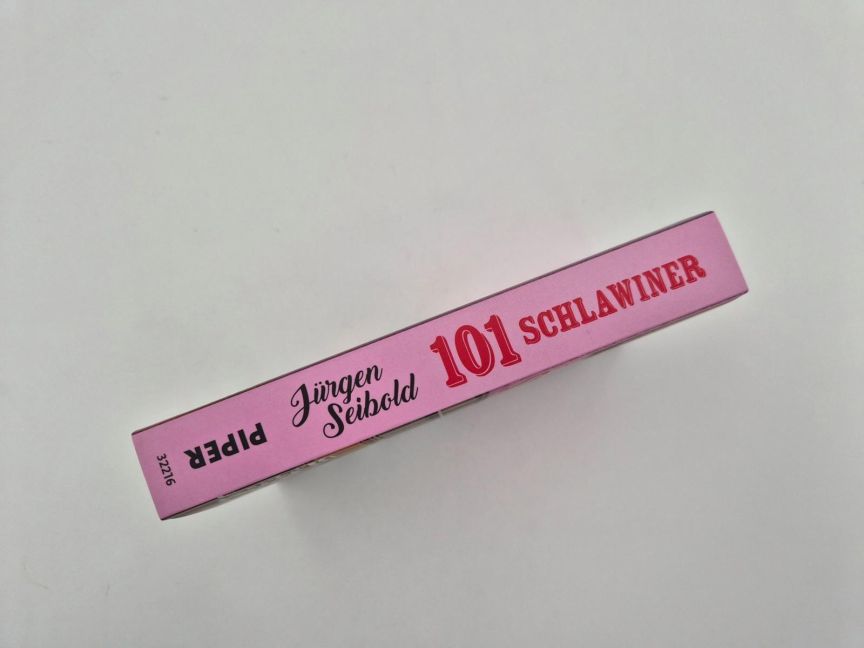 32216
PIPER
Jürgen
Seibold
101 SCHLAWINER